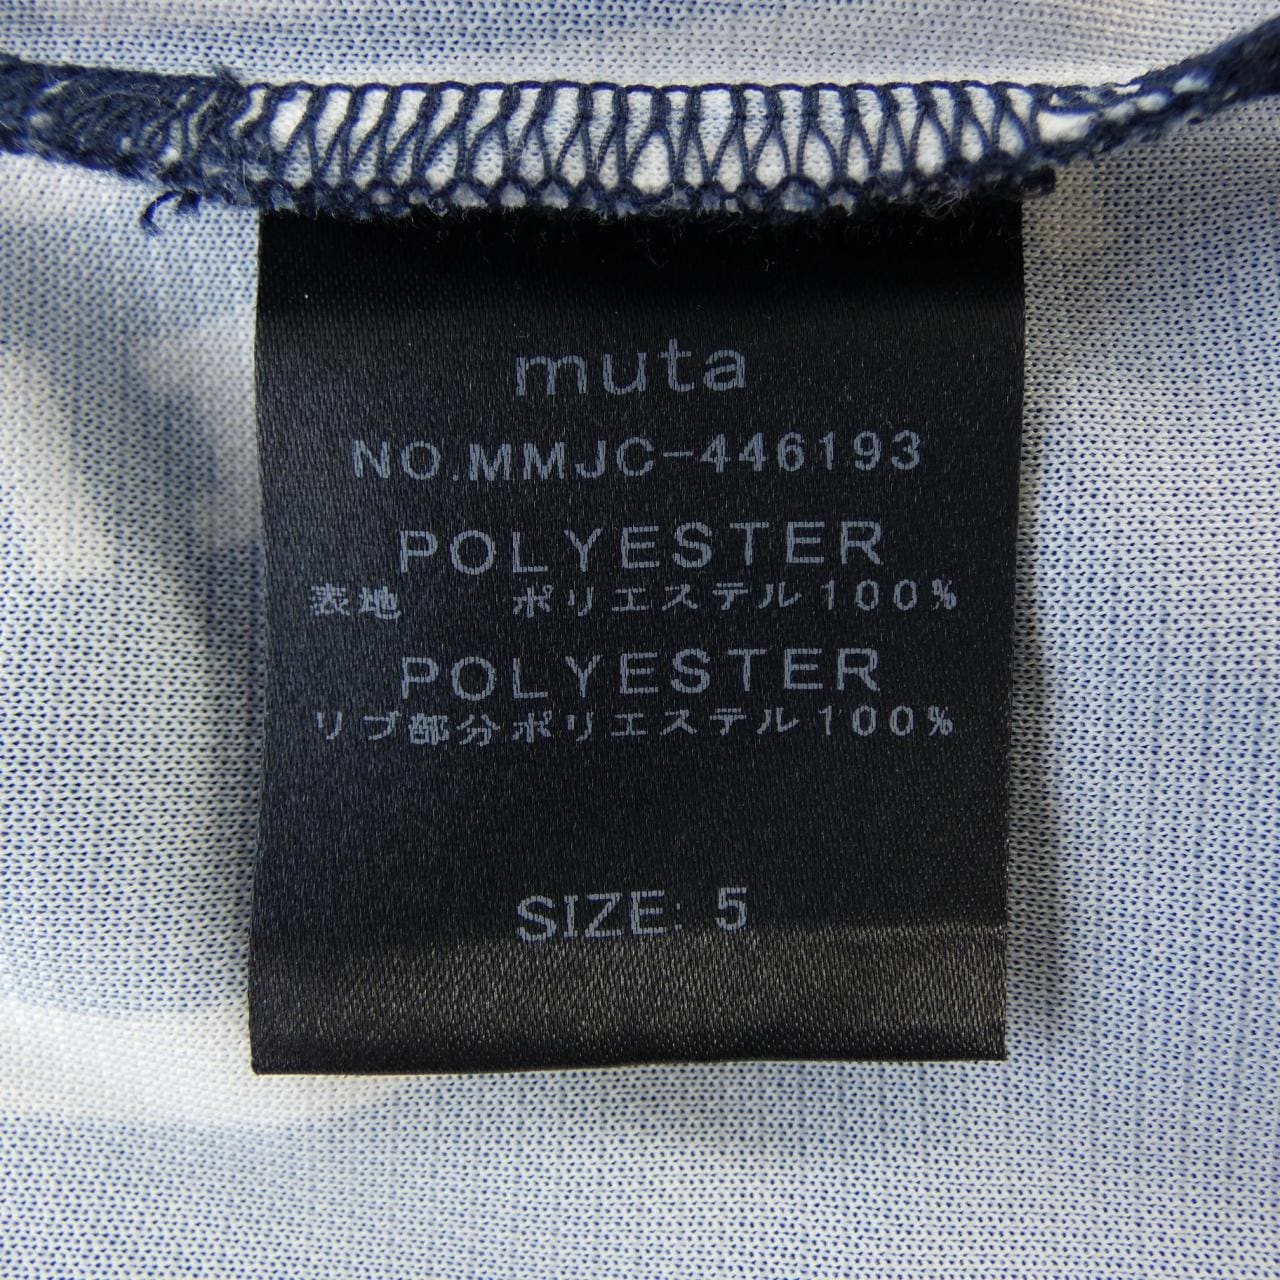 muta
NO.MMJC-446193
POLYESTER
表地 ポリエステル100%
POLYESTER
リブ部分ポリエステル100%
SIZE: 5